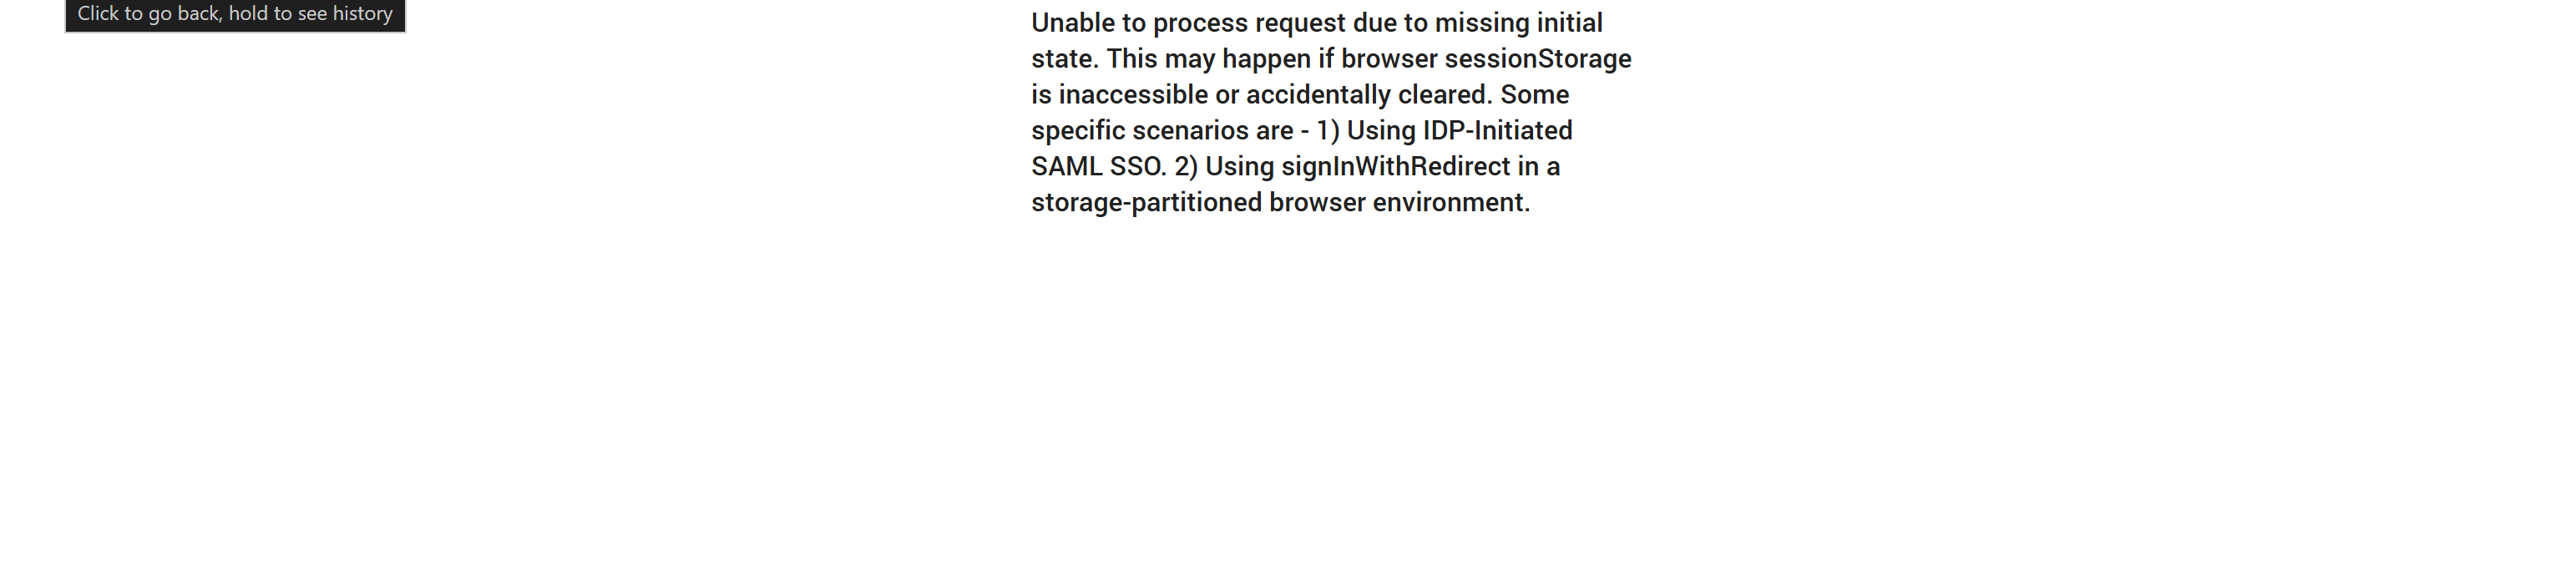 Click to go back, hold to see history
Unable to process request due to missing initial
state. This may happen if browser sessionStorage
is inaccessible or accidentally cleared. Some
specific scenarios are - 1) Using IDP-Initiated
SAML SSO. 2) Using signInWithRedirect in a
storage-partitioned browser environment.